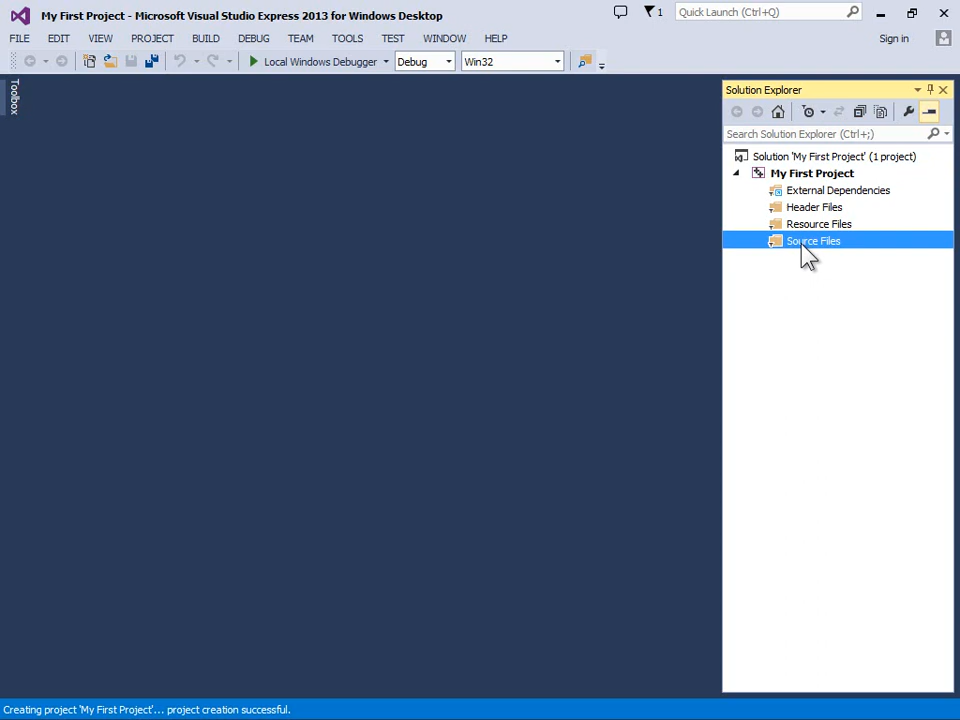 My First Project - Microsoft Visual Studio Express 2013 for Windows Desktop
1
Quick Launch (Ctrl+Q)
FILE EDIT VIEW PROJECT BUILD DEBUG TEAM TOOLS TEST WINDOW HELP
Sign in
Local Windows Debugger Debug Win32
Toolbox
Solution Explorer
Search Solution Explorer (Ctrl+;)
Solution 'My First Project' (1 project)
My First Project
External Dependencies
Header Files
Resource Files
Source Files
Creating project 'My First Project'... project creation successful.